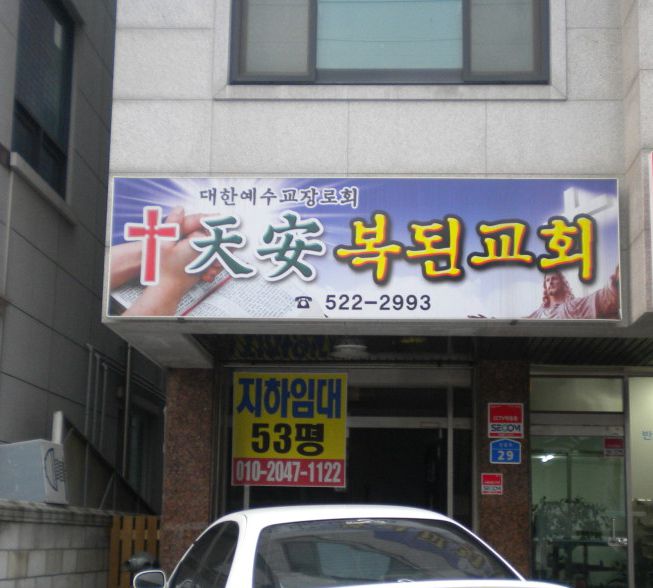 대한예수교장로회
天安 복된교회
☎ 522-2993
지하임대
53평
010-2047-1122
SECOM
29
SECOM